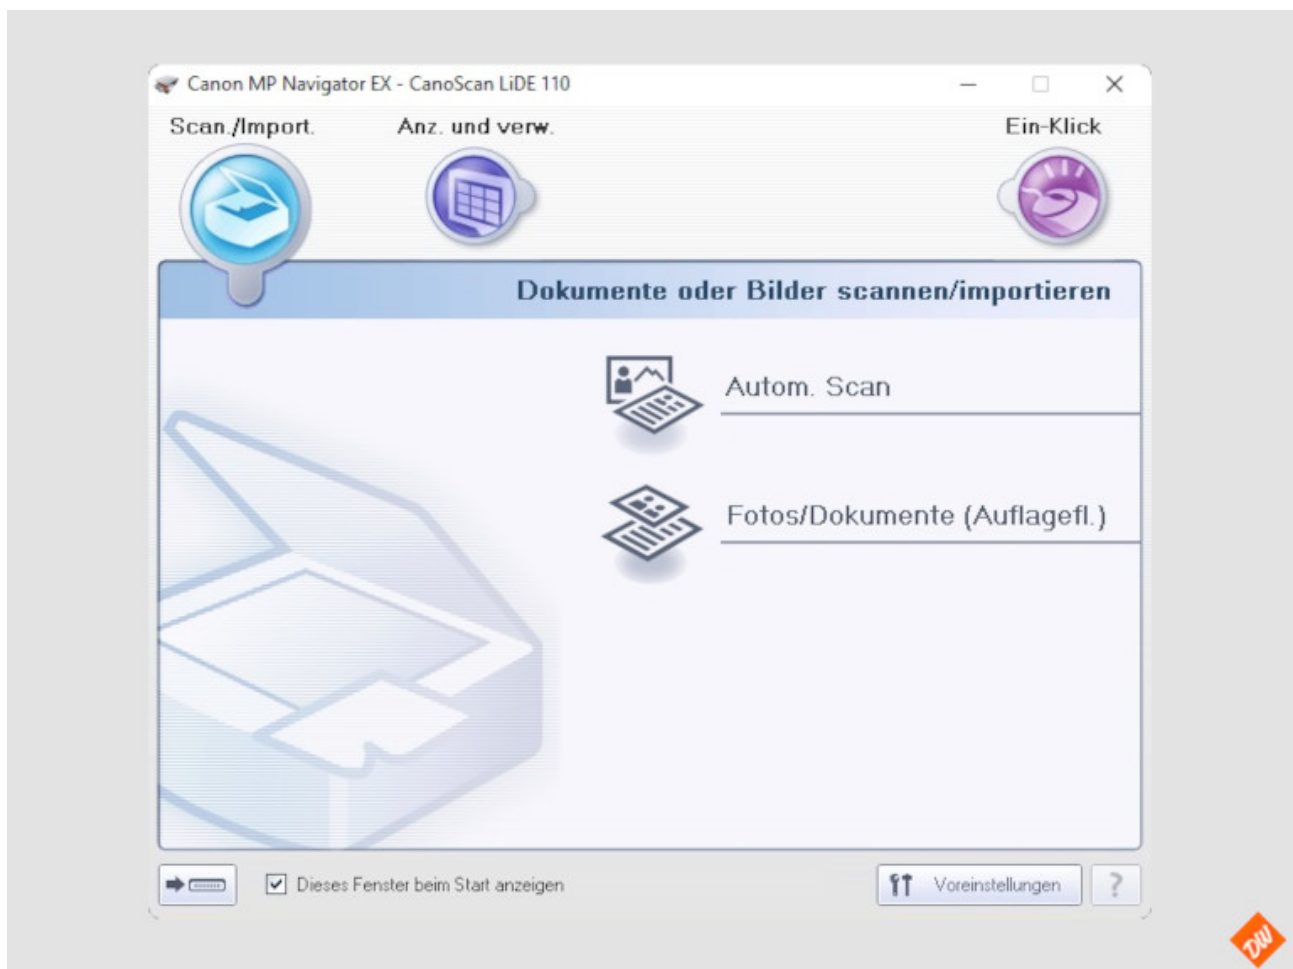 Canon MP Navigator EX - CanoScan LiDE 110
Scan./Import.
Anz. und verw.
Ein-Klick
Dokumente oder Bilder scannen/importieren
Autom. Scan
Fotos/Dokumente (Auflagefl.)
Dieses Fenster beim Start anzeigen
Voreinstellungen
?
DW